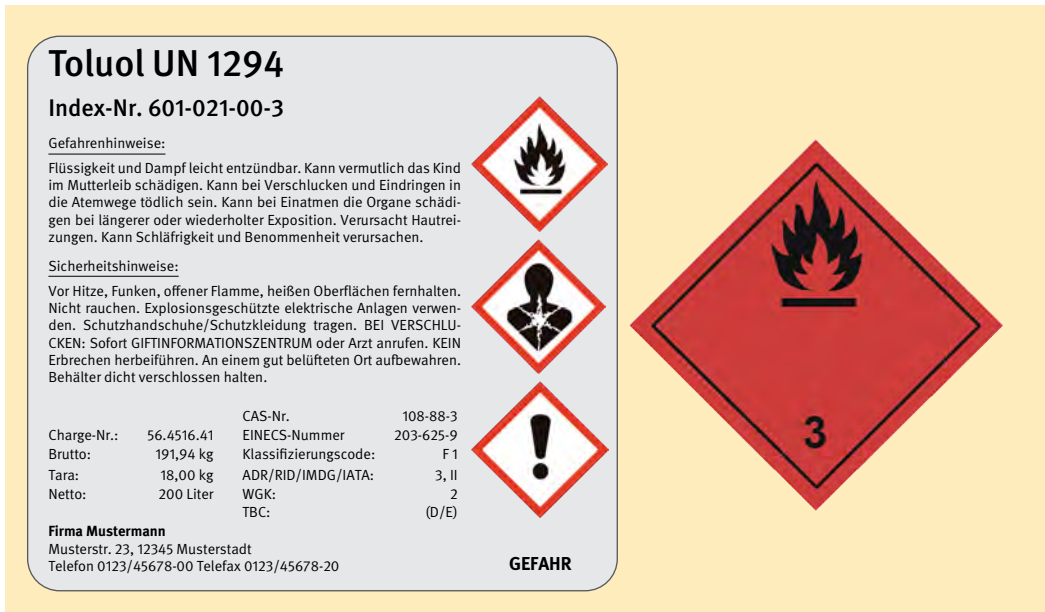 Toluol UN 1294
Index-Nr. 601-021-00-3
Gefahrenhinweise:
Flüssigkeit und Dampf leicht entzündbar. Kann vermutlich das Kind
im Mutterleib schädigen. Kann bei Verschlucken und Eindringen in
die Atemwege tödlich sein. Kann bei Einatmen die Organe schädi-
gen bei längerer oder wiederholter Exposition. Verursacht Hautrei-
zungen. Kann Schläfrigkeit und Benommenheit verursachen.
Sicherheitshinweise:
Vor Hitze, Funken, offener Flamme, heißen Oberflächen fernhalten.
Nicht rauchen. Explosionsgeschützte elektrische Anlagen verwen-
den. Schutzhandschuhe/Schutzkleidung tragen. BEI VERSCHLU-
CKEN: Sofort GIFTINFORMATIONSZENTRUM oder Arzt anrufen. KEIN
Erbrechen herbeiführen. An einem gut belüfteten Ort aufbewahren.
Behälter dicht verschlossen halten.
CAS-Nr. 108-88-3
Charge-Nr.: 56.4516.41 EINECS-Nummer 203-625-9
Brutto: 191,94 kg Klassifizierungscode: F 1
Tara: 18,00 kg ADR/RID/IMDG/IATA: 3, II
Netto: 200 Liter WGK: 2
TBC: (D/E)
Firma Mustermann
Musterstr. 23, 12345 Musterstadt
Telefon 0123/45678-00 Telefax 0123/45678-20
GEFAHR
3